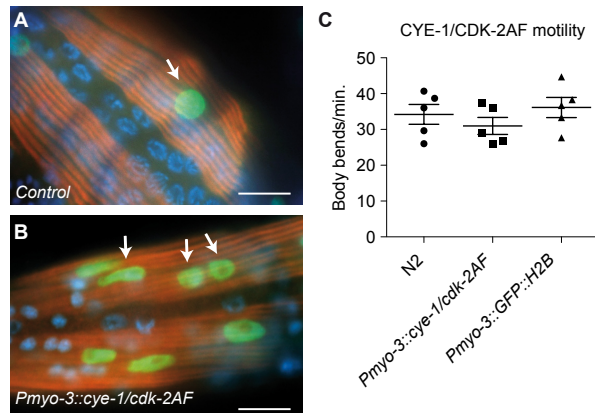 A
Control
B
Pmyo-3::cye-1/cdk-2AF
C
CYE-1/CDK-2AF motility
Body bends/min.
50
40
30
20
10
0
N2
Pmyo-3::cye-1/cdk-2AF
Pmyo-3::GFP::H2B